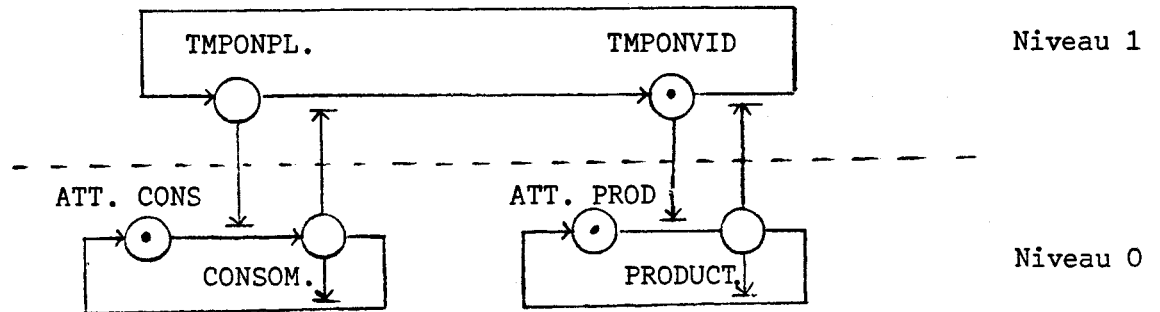 TMPONPL.
TMPONVID
Niveau 1
ATT. CONS
ATT. PROD
CONSOM.
PRODUCT.
Niveau 0